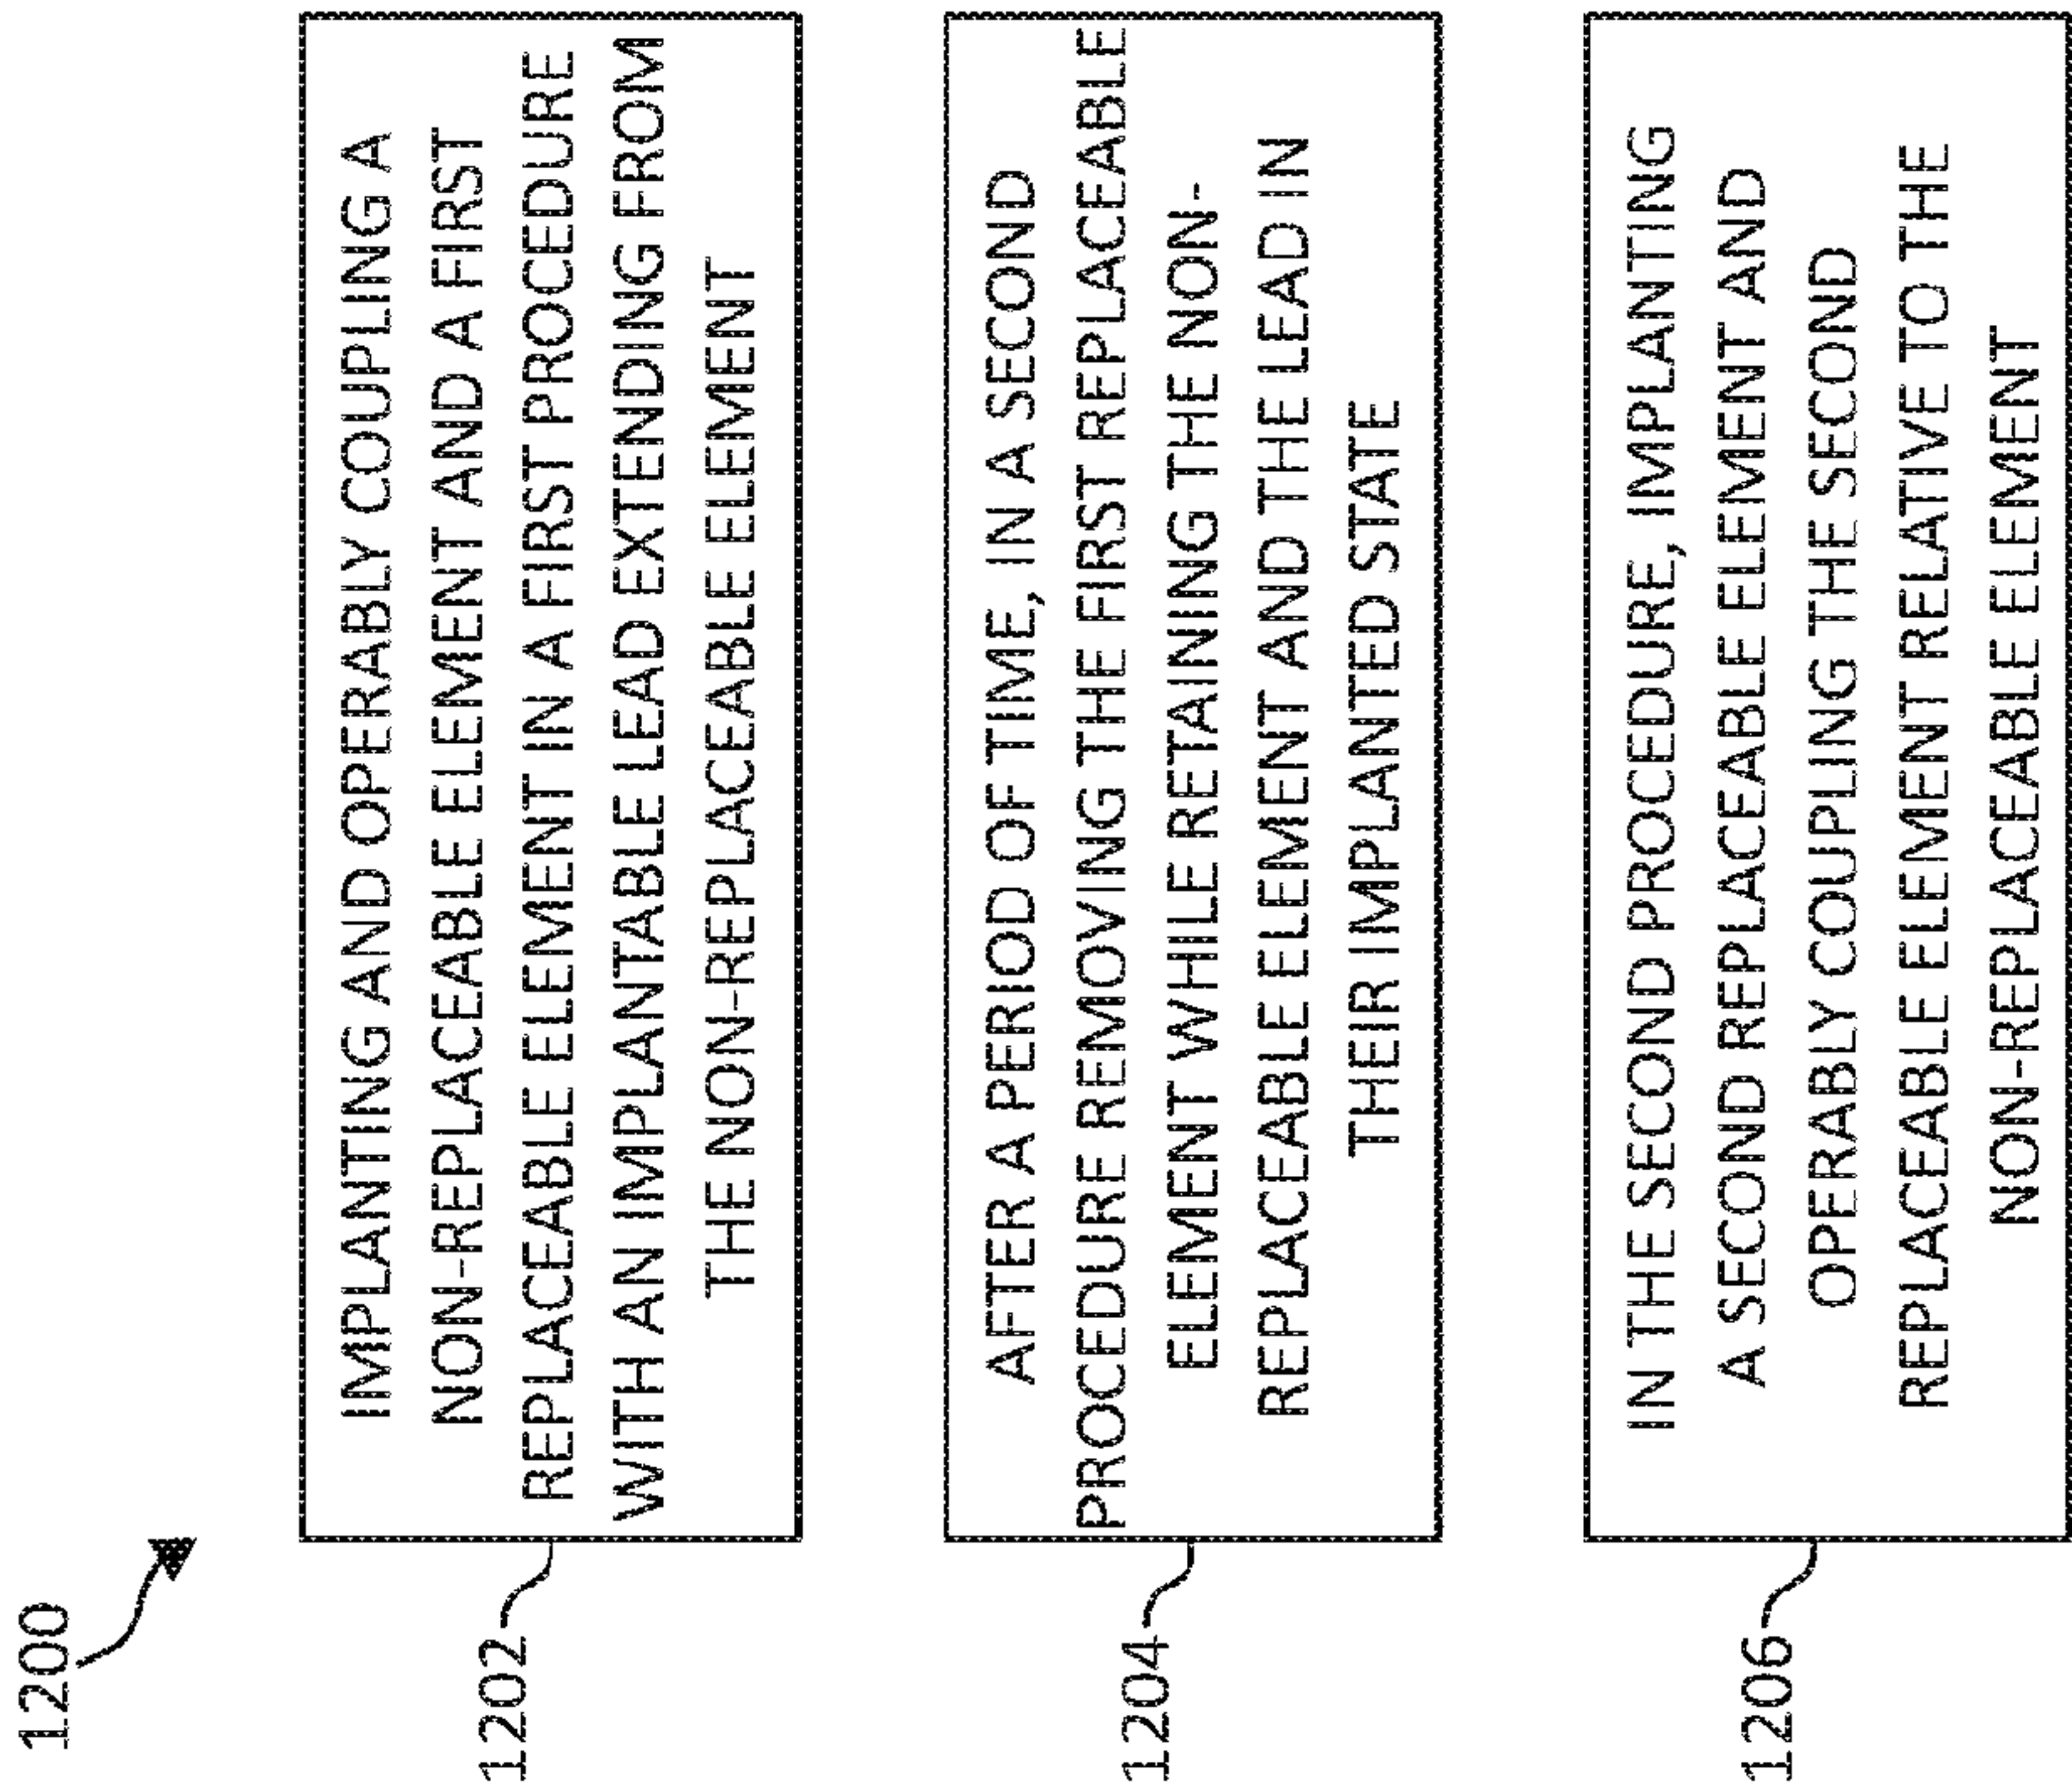 1200
1202
IMPLANTING AND OPERABLY COUPLING A
NON-REPLACEABLE ELEMENT AND A FIRST
REPLACEABLE ELEMENT IN A FIRST PROCEDURE
WITH AN IMPLANTABLE LEAD EXTENDING FROM
THE NON-REPLACEABLE ELEMENT
1204
AFTER A PERIOD OF TIME, IN A SECOND
PROCEDURE REMOVING THE FIRST REPLACEABLE
ELEMENT WHILE RETAINING THE NON-
REPLACEABLE ELEMENT AND THE LEAD IN
THEIR IMPLANTED STATE
1206
IN THE SECOND PROCEDURE, IMPLANTING
A SECOND REPLACEABLE ELEMENT AND
OPERABLY COUPLING THE SECOND
REPLACEABLE ELEMENT RELATIVE TO THE
NON-REPLACEABLE ELEMENT